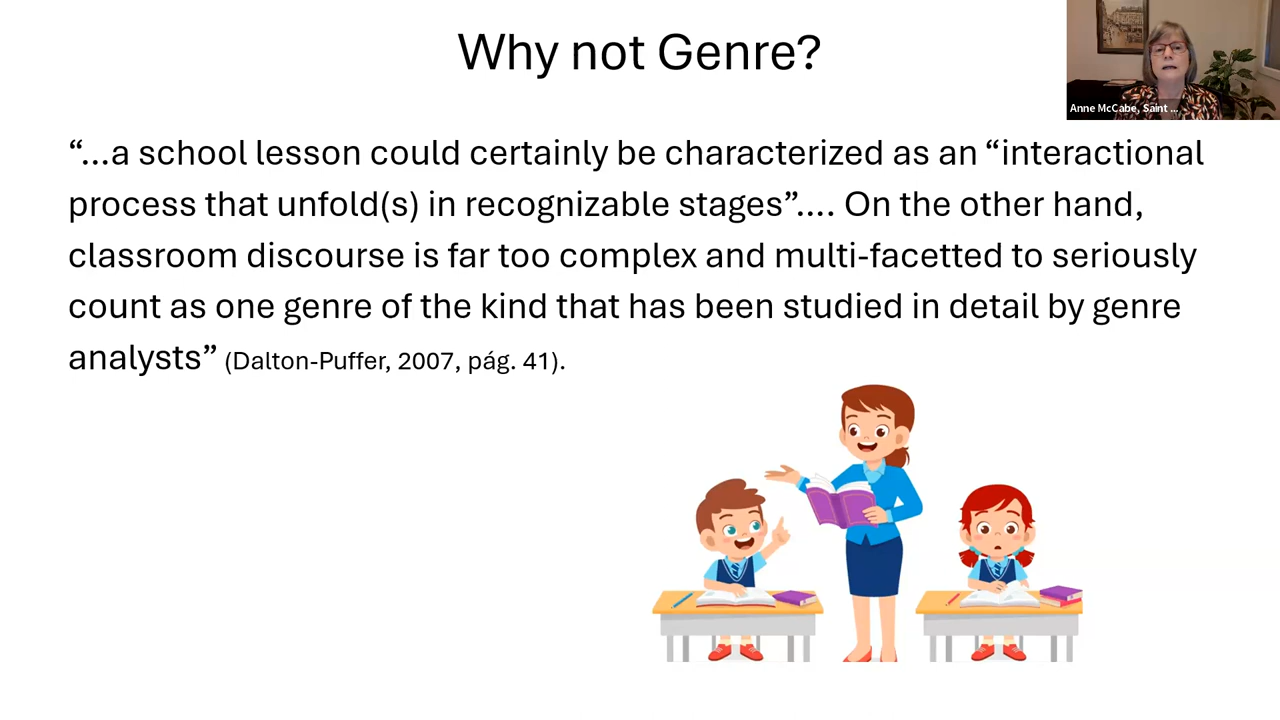 Why not Genre?
Anne McCabe, Saint ...
“...a school lesson could certainly be characterized as an “interactional
process that unfold(s) in recognizable stages”.... On the other hand,
classroom discourse is far too complex and multi-facetted to seriously
count as one genre of the kind that has been studied in detail by genre
analysts” (Dalton-Puffer, 2007, pág. 41).